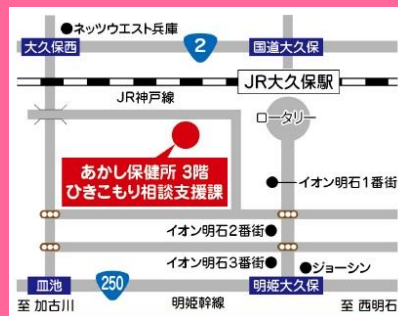 ネッツウエスト兵庫
大久保西
2
国道大久保
JR大久保駅
JR神戸線
ロータリー
あかし保健所 3階
ひきこもり相談支援課
イオン明石1番街
イオン明石2番街
イオン明石3番街
ジョーシン
皿池
250
明姫大久保
至 加古川
明姫幹線
至 西明石